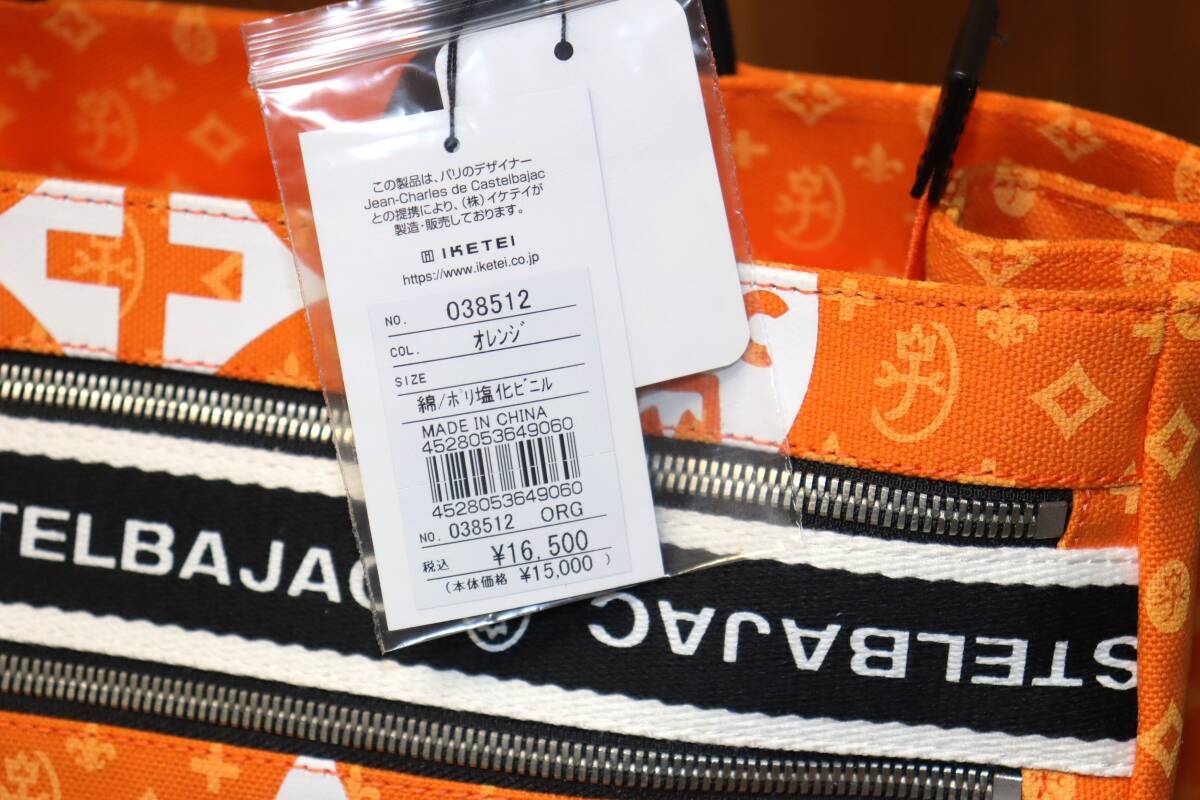 この製品は、パリのデザイナー
Jean-Charles de Castelbajac
との提携により、(株)イケテイが
製造・販売しております。
IKETEI
https://www.iketei.co.jp
NO. 038512
COL. オレンジ
SIZE
綿/ポリ塩化ビニル
MADE IN CHINA
4528053649060
4528053649060
NO. 038512 ORG
税込 ¥16,500
(本体価格 ¥15,000 )
STELBAJAC
STELBAJAC